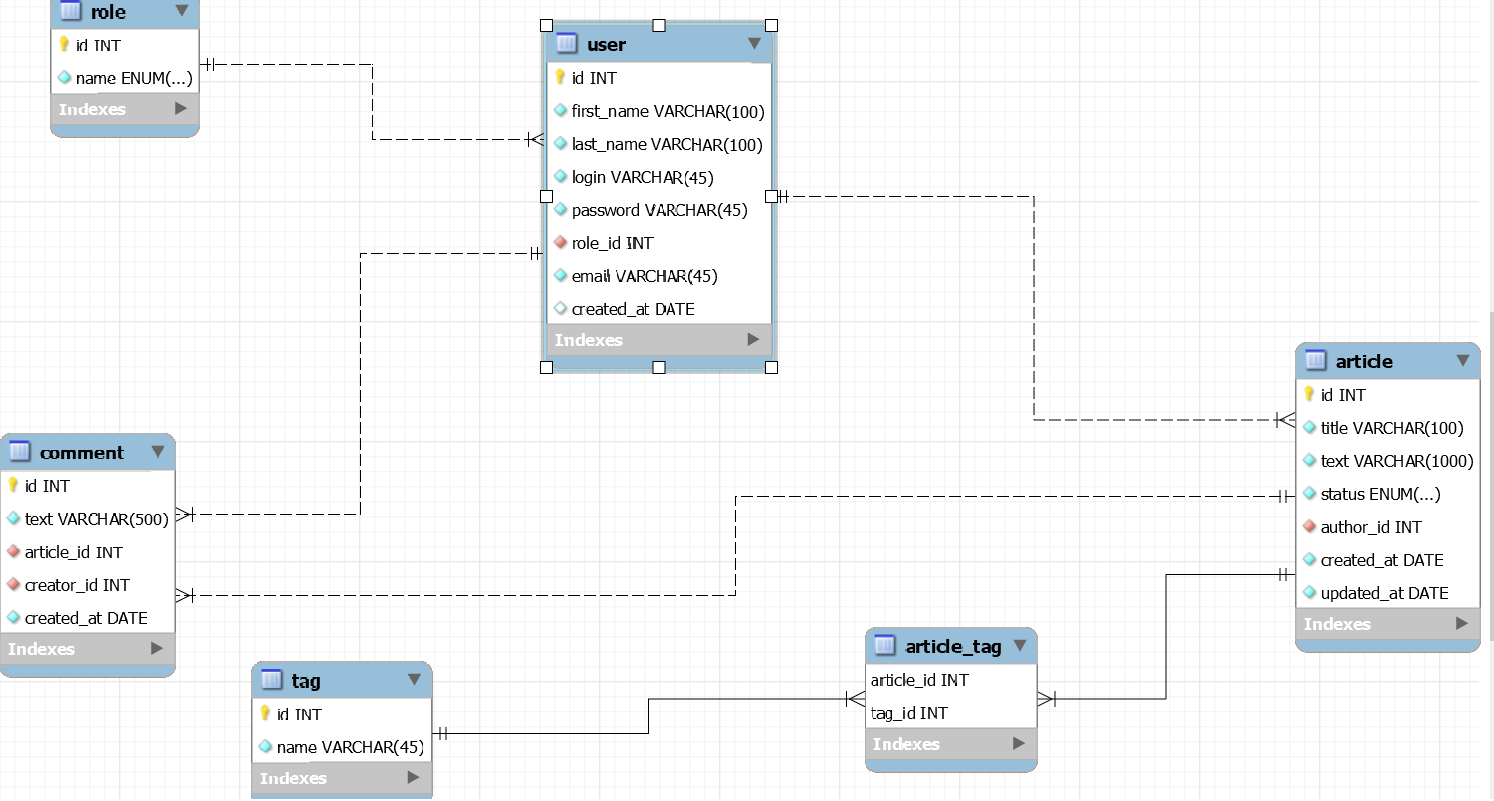 role
id INT
name ENUM(...)
Indexes
user
id INT
first_name VARCHAR(100)
last_name VARCHAR(100)
login VARCHAR(45)
password VARCHAR(45)
role_id INT
email VARCHAR(45)
created_at DATE
Indexes
article
id INT
title VARCHAR(100)
text VARCHAR(1000)
status ENUM(...)
author_id INT
created_at DATE
updated_at DATE
Indexes
comment
id INT
text VARCHAR(500)
article_id INT
creator_id INT
created_at DATE
Indexes
tag
id INT
name VARCHAR(45)
Indexes
article_tag
article_id INT
tag_id INT
Indexes